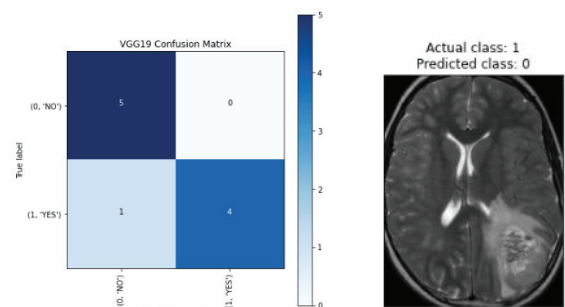 VGG19 Confusion Matrix
True label
(0, 'NO')
(1, 'YES')
5
0
1
4
(0, 'NO')
(1, 'YES')
5
4
3
2
1
0
Actual class: 1
Predicted class: 0